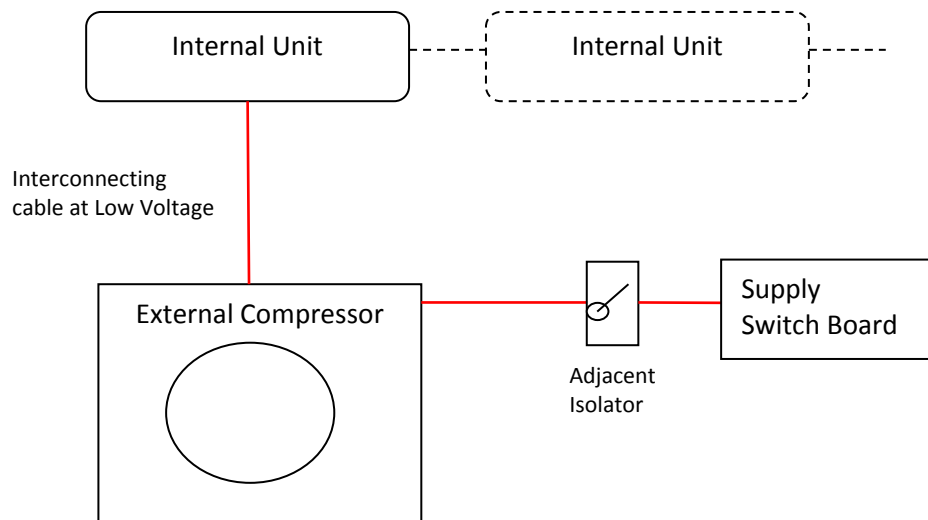 Internal Unit
Internal Unit
Interconnecting
cable at Low Voltage
External Compressor
Supply
Switch Board
Adjacent
Isolator